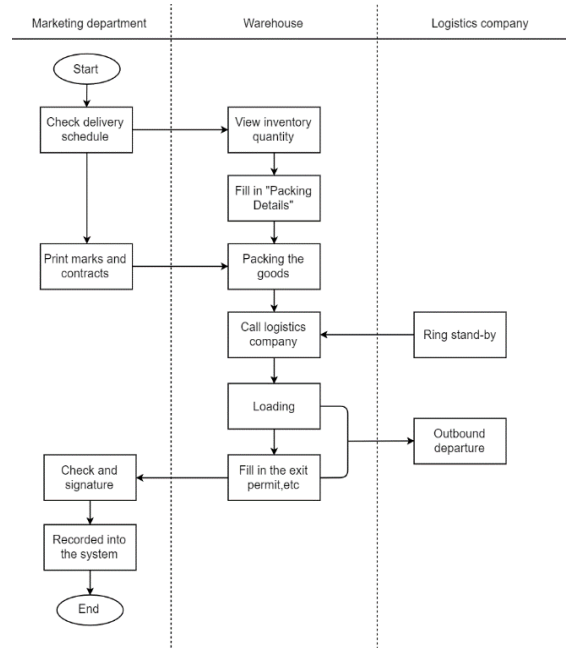 Marketing department
Warehouse
Logistics company
Start
Check delivery
schedule
View inventory
quantity
Fill in "Packing
Details"
Print marks and
contracts
Packing the
goods
Call logistics
company
Ring stand-by
Loading
Outbound
departure
Check and
signature
Fill in the exit
permit,etc
Recorded into
the system
End